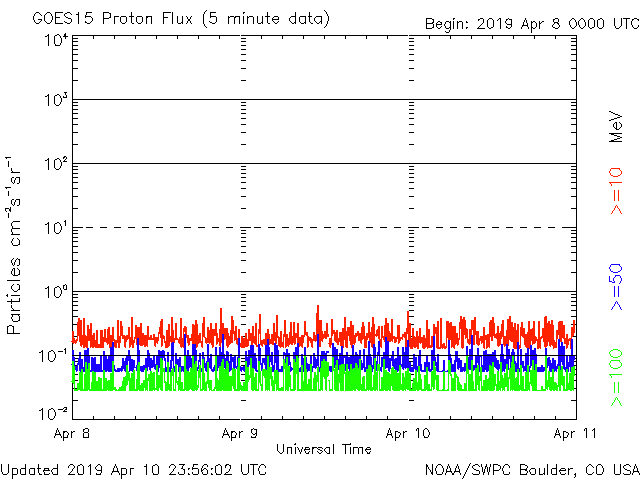 GOES15 Proton Flux (5 minute data)
Begin: 2019 Apr 8 0000 UTC
10⁴
10³
10²
10¹
10⁰
10⁻¹
10⁻²
Particles cm⁻²s⁻¹sr⁻¹
MeV
>=10
>=50
>=100
Apr 8
Apr 9
Apr 10
Apr 11
Universal Time
Updated 2019 Apr 10 23:56:02 UTC
NOAA/SWPC Boulder, CO USA